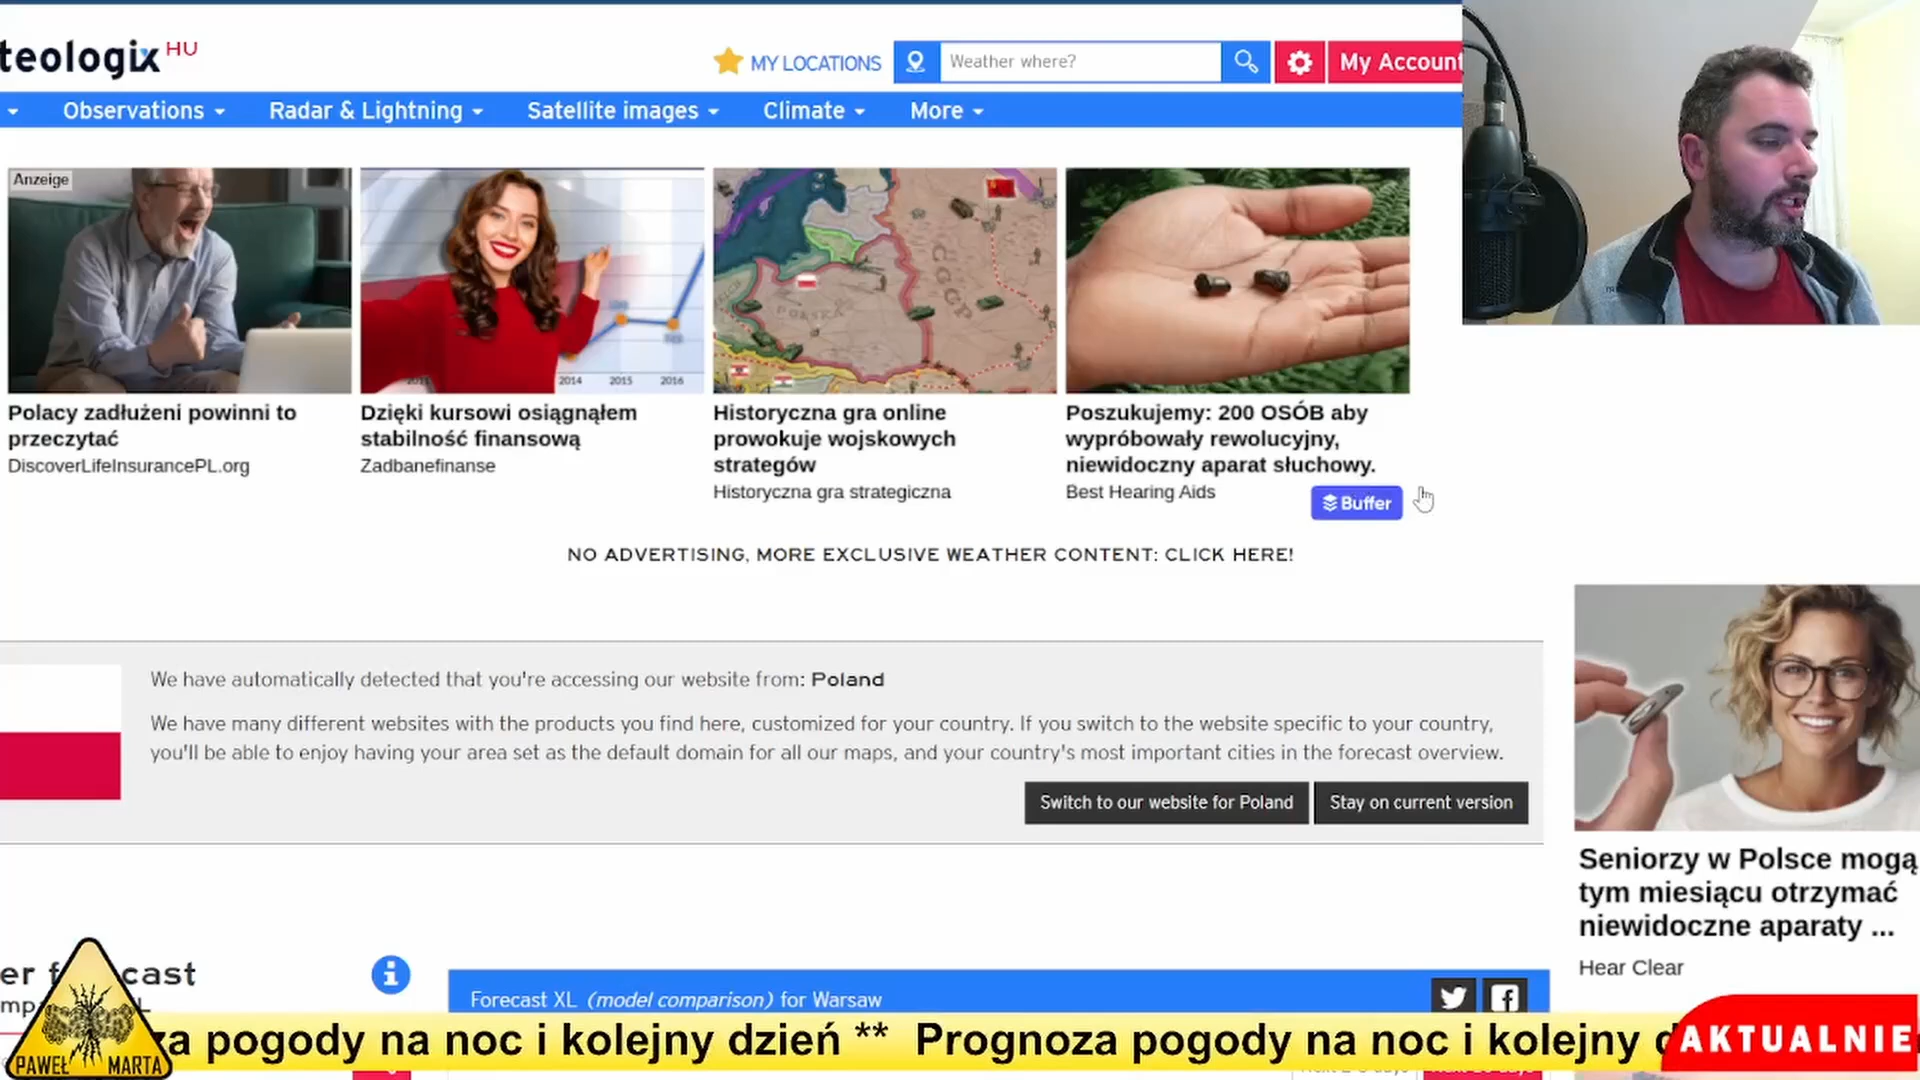 teologix HU
MY LOCATIONS
Weather where?
My Account
Observations
Radar & Lightning
Satellite images
Climate
More
Anzeige
POLSKA
2014 2015 2016
Polacy zadłużeni powinni to
przeczytać
DiscoverLifeInsurancePL.org
Dzięki kursowi osiągnąłem
stabilność finansową
Zadbanefinanse
Historyczna gra online
prowokuje wojskowych
strategów
Historyczna gra strategiczna
Poszukujemy: 200 OSÓB aby
wypróbowały rewolucyjny,
niewidoczny aparat słuchowy.
Best Hearing Aids
Buffer
NO ADVERTISING, MORE EXCLUSIVE WEATHER CONTENT: CLICK HERE!
We have automatically detected that you're accessing our website from: Poland
We have many different websites with the products you find here, customized for your country. If you switch to the website specific to your country,
you'll be able to enjoy having your area set as the default domain for all our maps, and your country's most important cities in the forecast overview.
Switch to our website for Poland
Stay on current version
Seniorzy w Polsce mogą
tym miesiącu otrzymać
niewidoczne aparaty ...
Hear Clear
Forecast XL (model comparison) for Warsaw
za pogody na noc i kolejny dzień ** Prognoza pogody na noc i kolejny d
AKTUALNIE
PAWEŁ MARTA